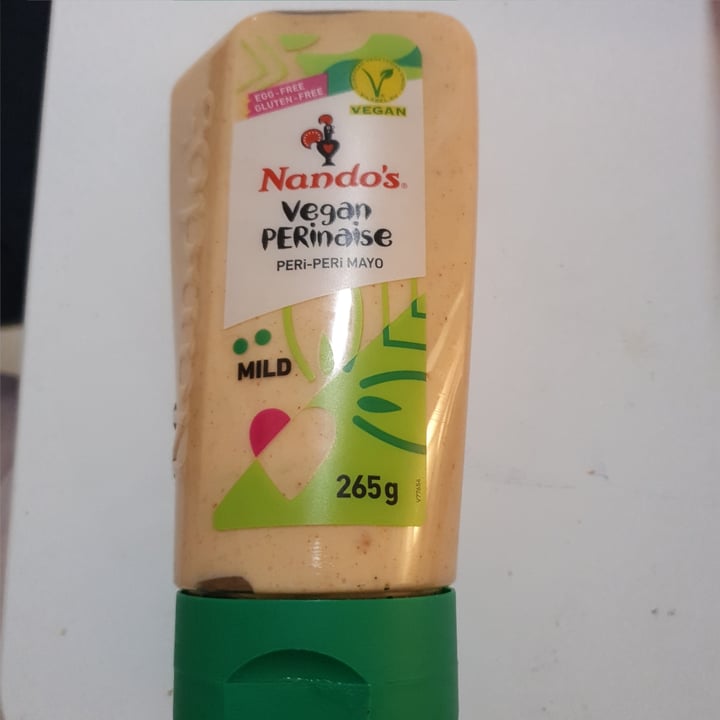 EGG-FREE
GLUTEN-FREE
VEGAN
Nando's®
Vegan
PERinaise
PERi-PERi MAYO
MILD
265g